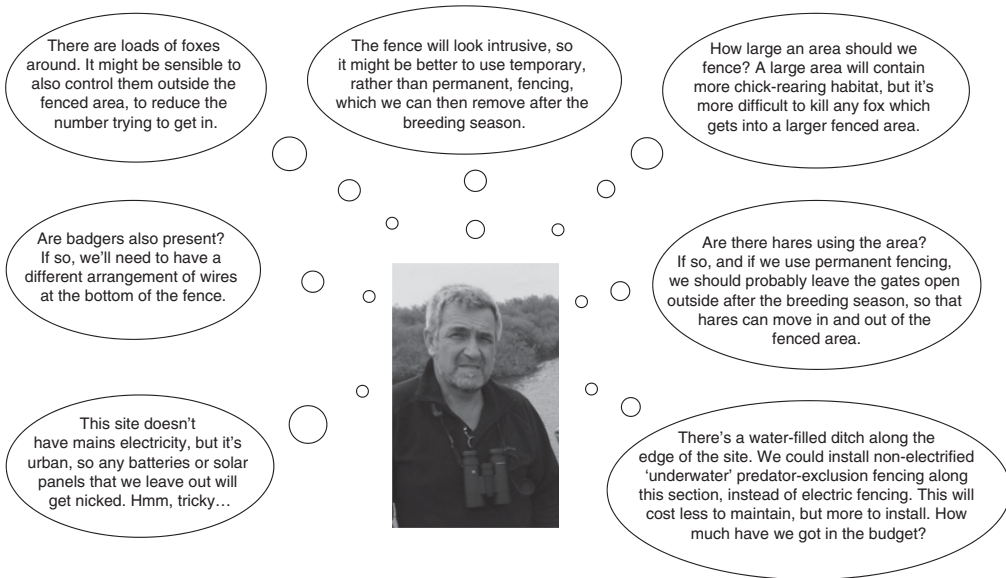 There are loads of foxes
around. It might be sensible to
also control them outside the
fenced area, to reduce the
number trying to get in.
The fence will look intrusive, so
it might be better to use temporary,
rather than permanent, fencing,
which we can then remove after the
breeding season.
How large an area should we
fence? A large area will contain
more chick-rearing habitat, but it's
more difficult to kill any fox which
gets into a larger fenced area.
Are badgers also present?
If so, we'll need to have a
different arrangement of wires
at the bottom of the fence.
Are there hares using the area?
If so, and if we use permanent fencing,
we should probably leave the gates open
outside after the breeding season, so that
hares can move in and out of the
fenced area.
This site doesn't
have mains electricity, but it's
urban, so any batteries or solar
panels that we leave out will
get nicked. Hmm, tricky…
There's a water-filled ditch along the
edge of the site. We could install non-electrified
'underwater' predator-exclusion fencing along
this section, instead of electric fencing. This will
cost less to maintain, but more to install. How
much have we got in the budget?